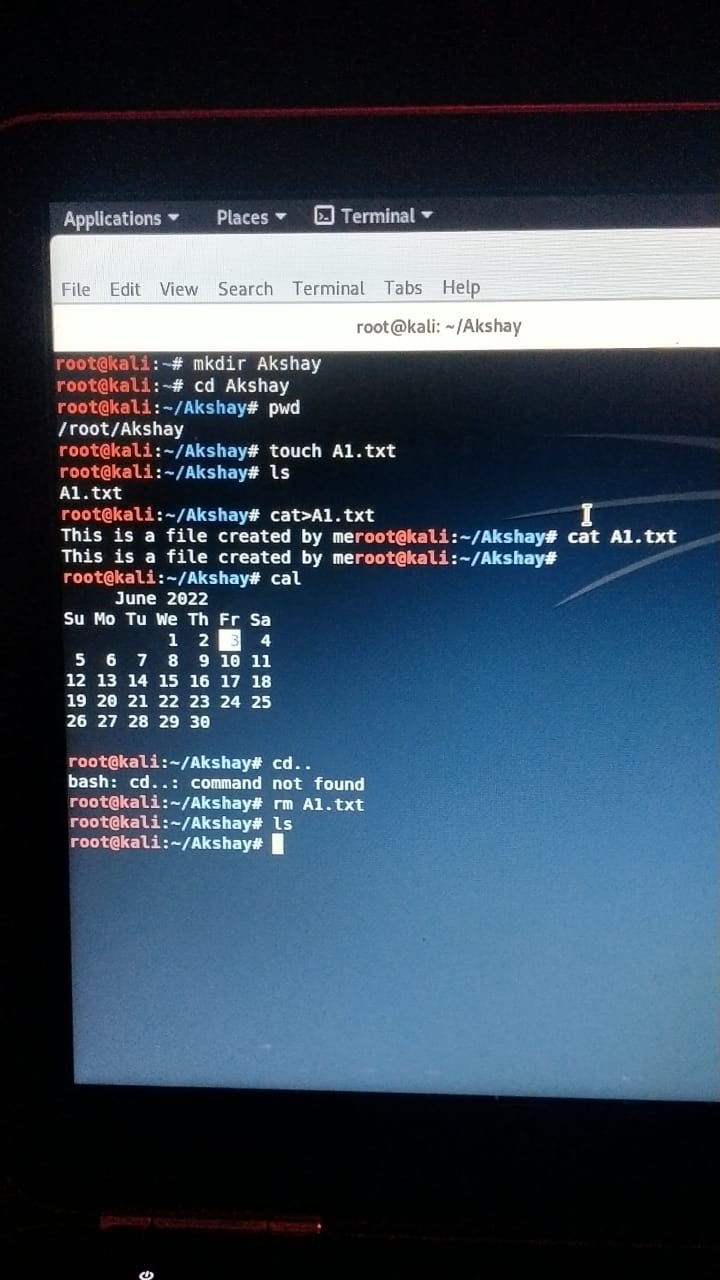 Applications Places Terminal
File Edit View Search Terminal Tabs Help
root@kali: ~/Akshay
root@kali:~# mkdir Akshay
root@kali:~# cd Akshay
root@kali:~/Akshay# pwd
/root/Akshay
root@kali:~/Akshay# touch A1.txt
root@kali:~/Akshay# ls
A1.txt
root@kali:~/Akshay# cat>A1.txt
This is a file created by meroot@kali:~/Akshay# cat A1.txt
This is a file created by meroot@kali:~/Akshay#
root@kali:~/Akshay# cal
June 2022
Su Mo Tu We Th Fr Sa
1 2 3 4
5 6 7 8 9 10 11
12 13 14 15 16 17 18
19 20 21 22 23 24 25
26 27 28 29 30
root@kali:~/Akshay# cd..
bash: cd..: command not found
root@kali:~/Akshay# rm A1.txt
root@kali:~/Akshay# ls
root@kali:~/Akshay#